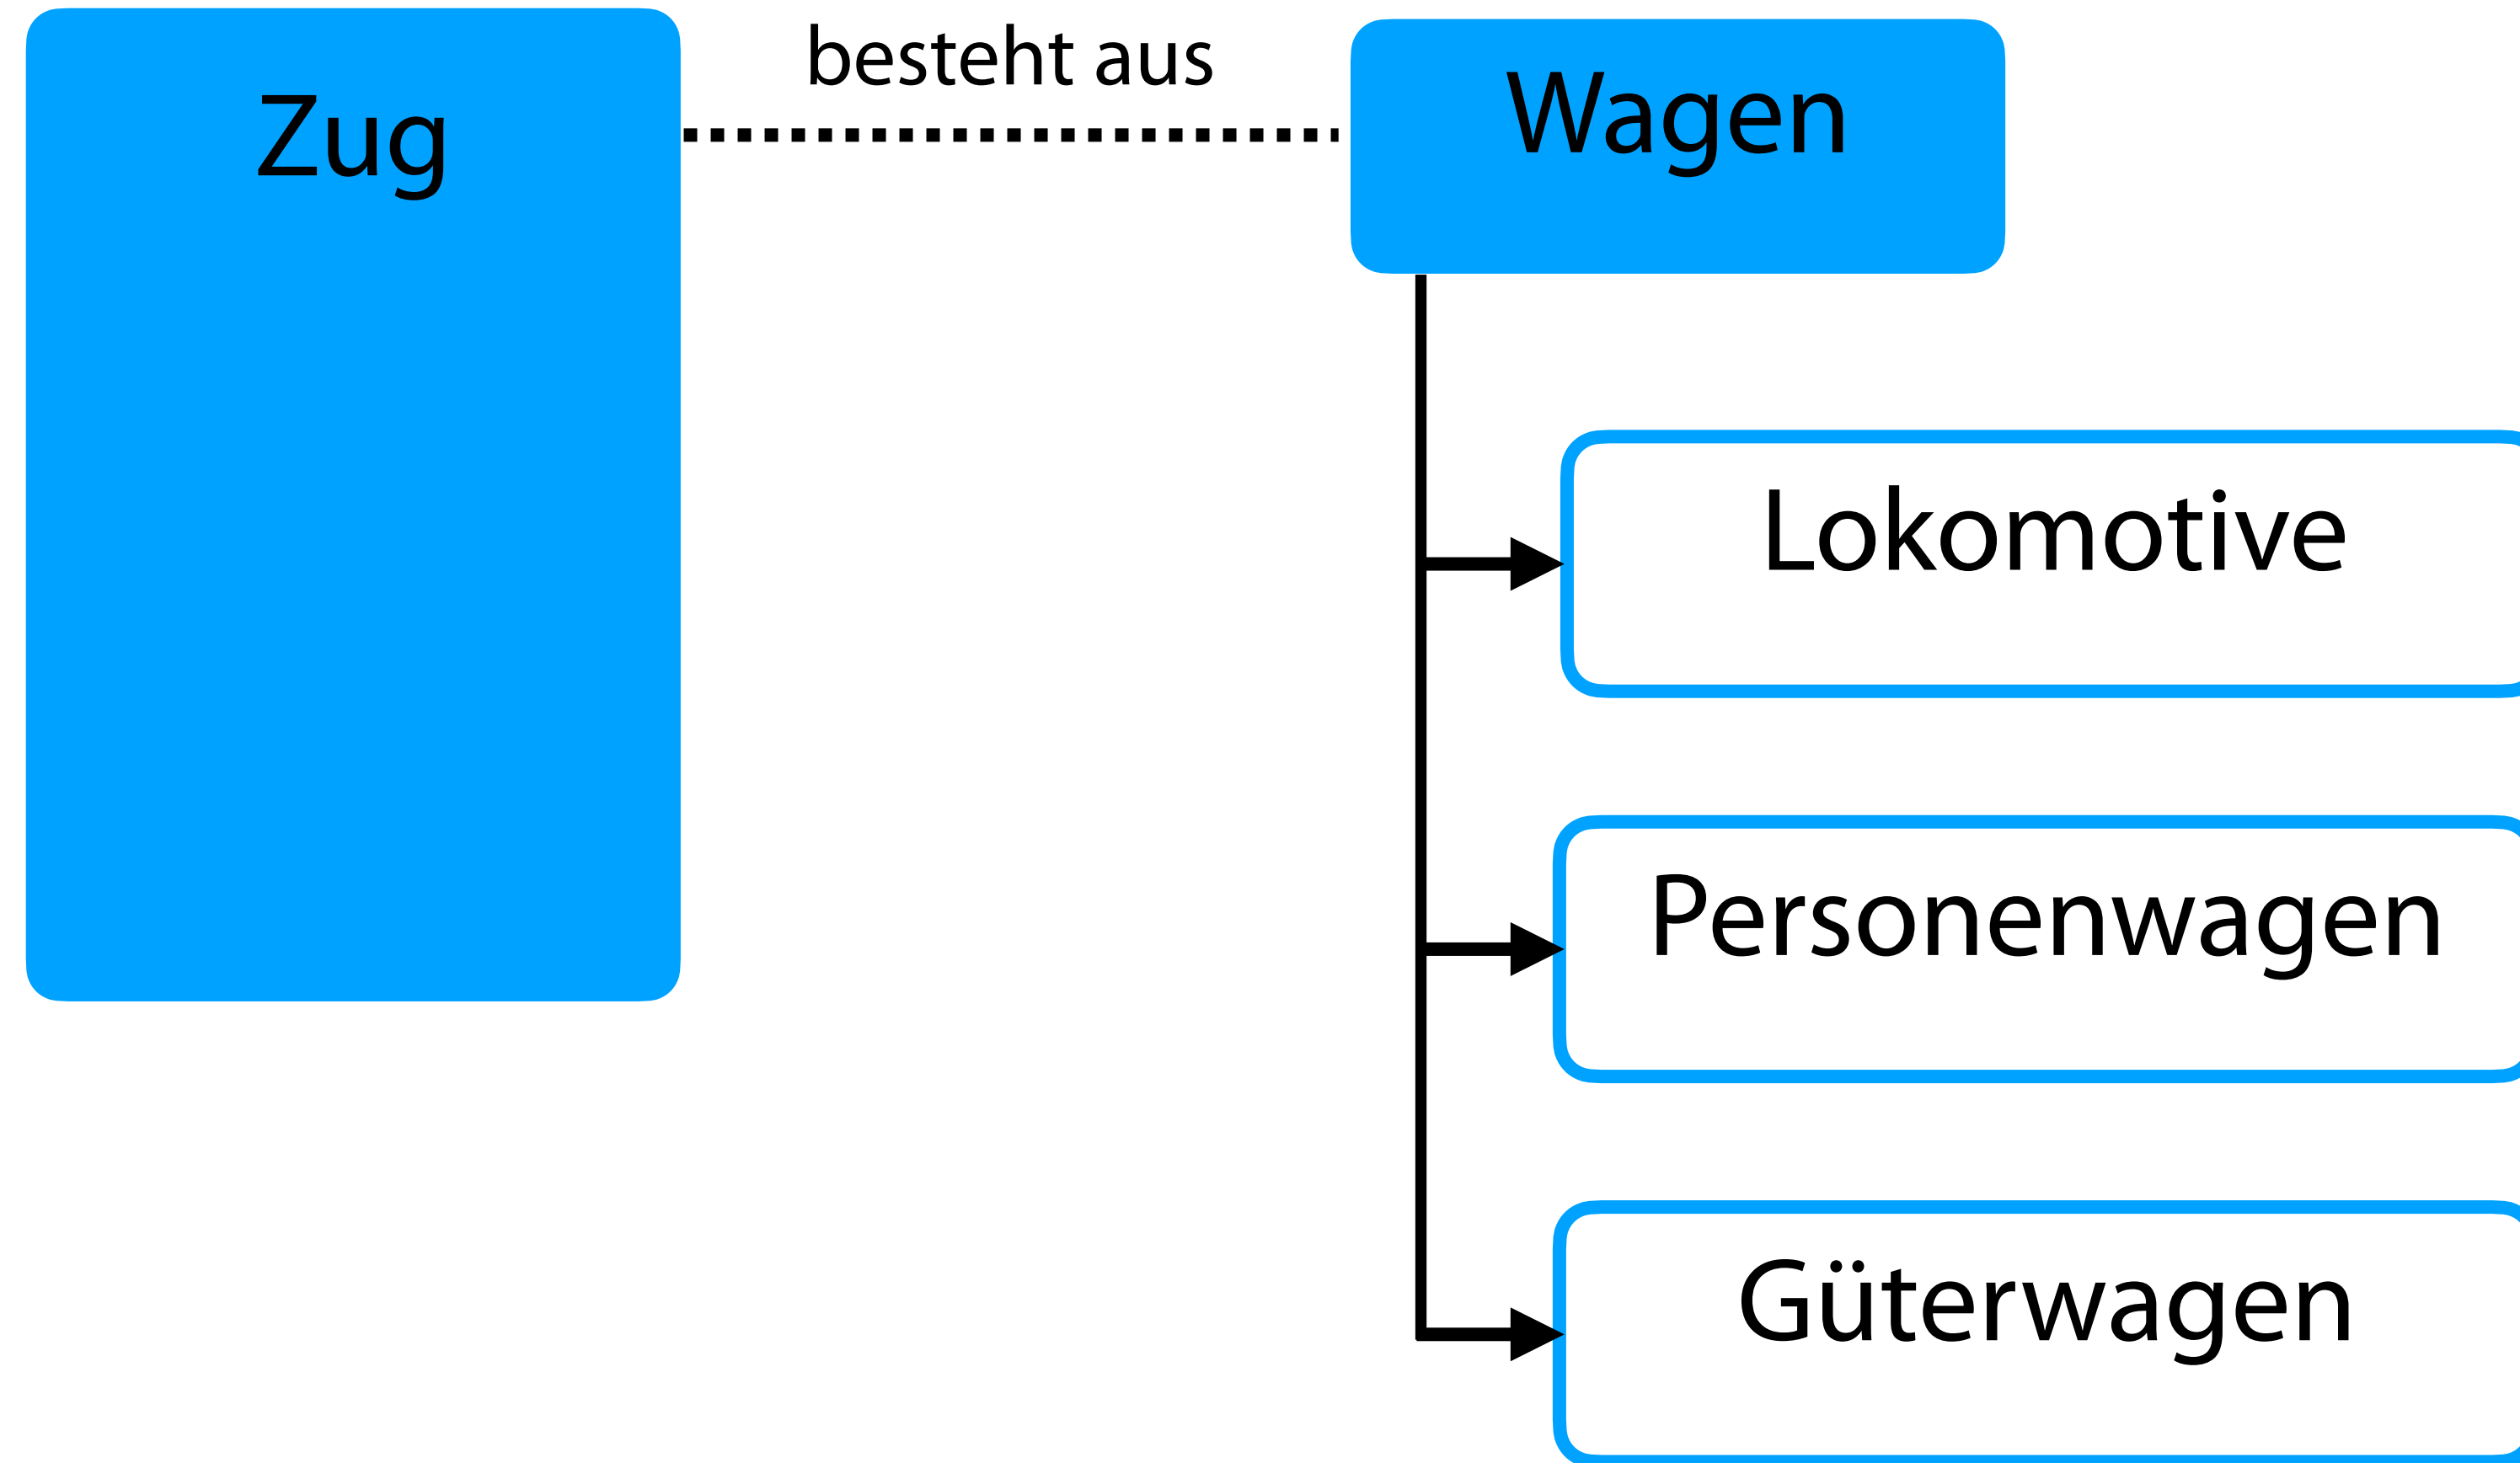 Zug
besteht aus
Wagen
Lokomotive
Personenwagen
Güterwagen